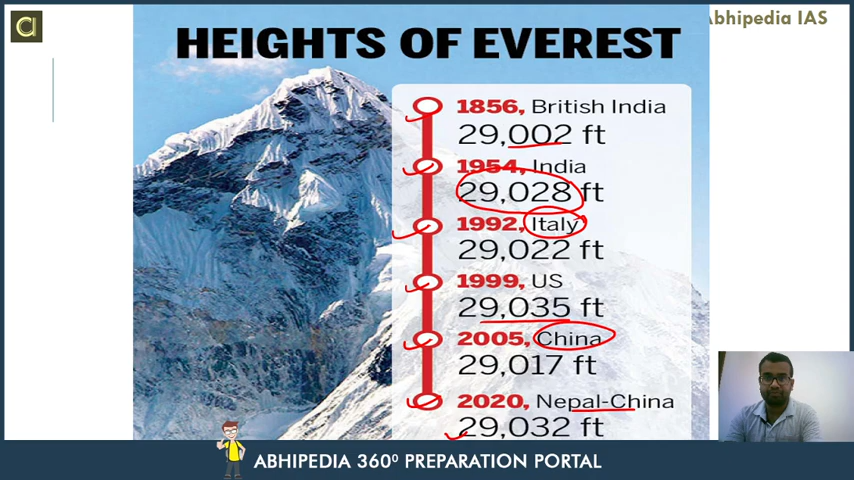 Abhipedia IAS
HEIGHTS OF EVEREST
1856, British India
29,002 ft
1954, India
29,028 ft
1992, Italy
29,022 ft
1999, US
29,035 ft
2005, China
29,017 ft
2020, Nepal-China
29,032 ft
ABHIPEDIA 360⁰ PREPARATION PORTAL